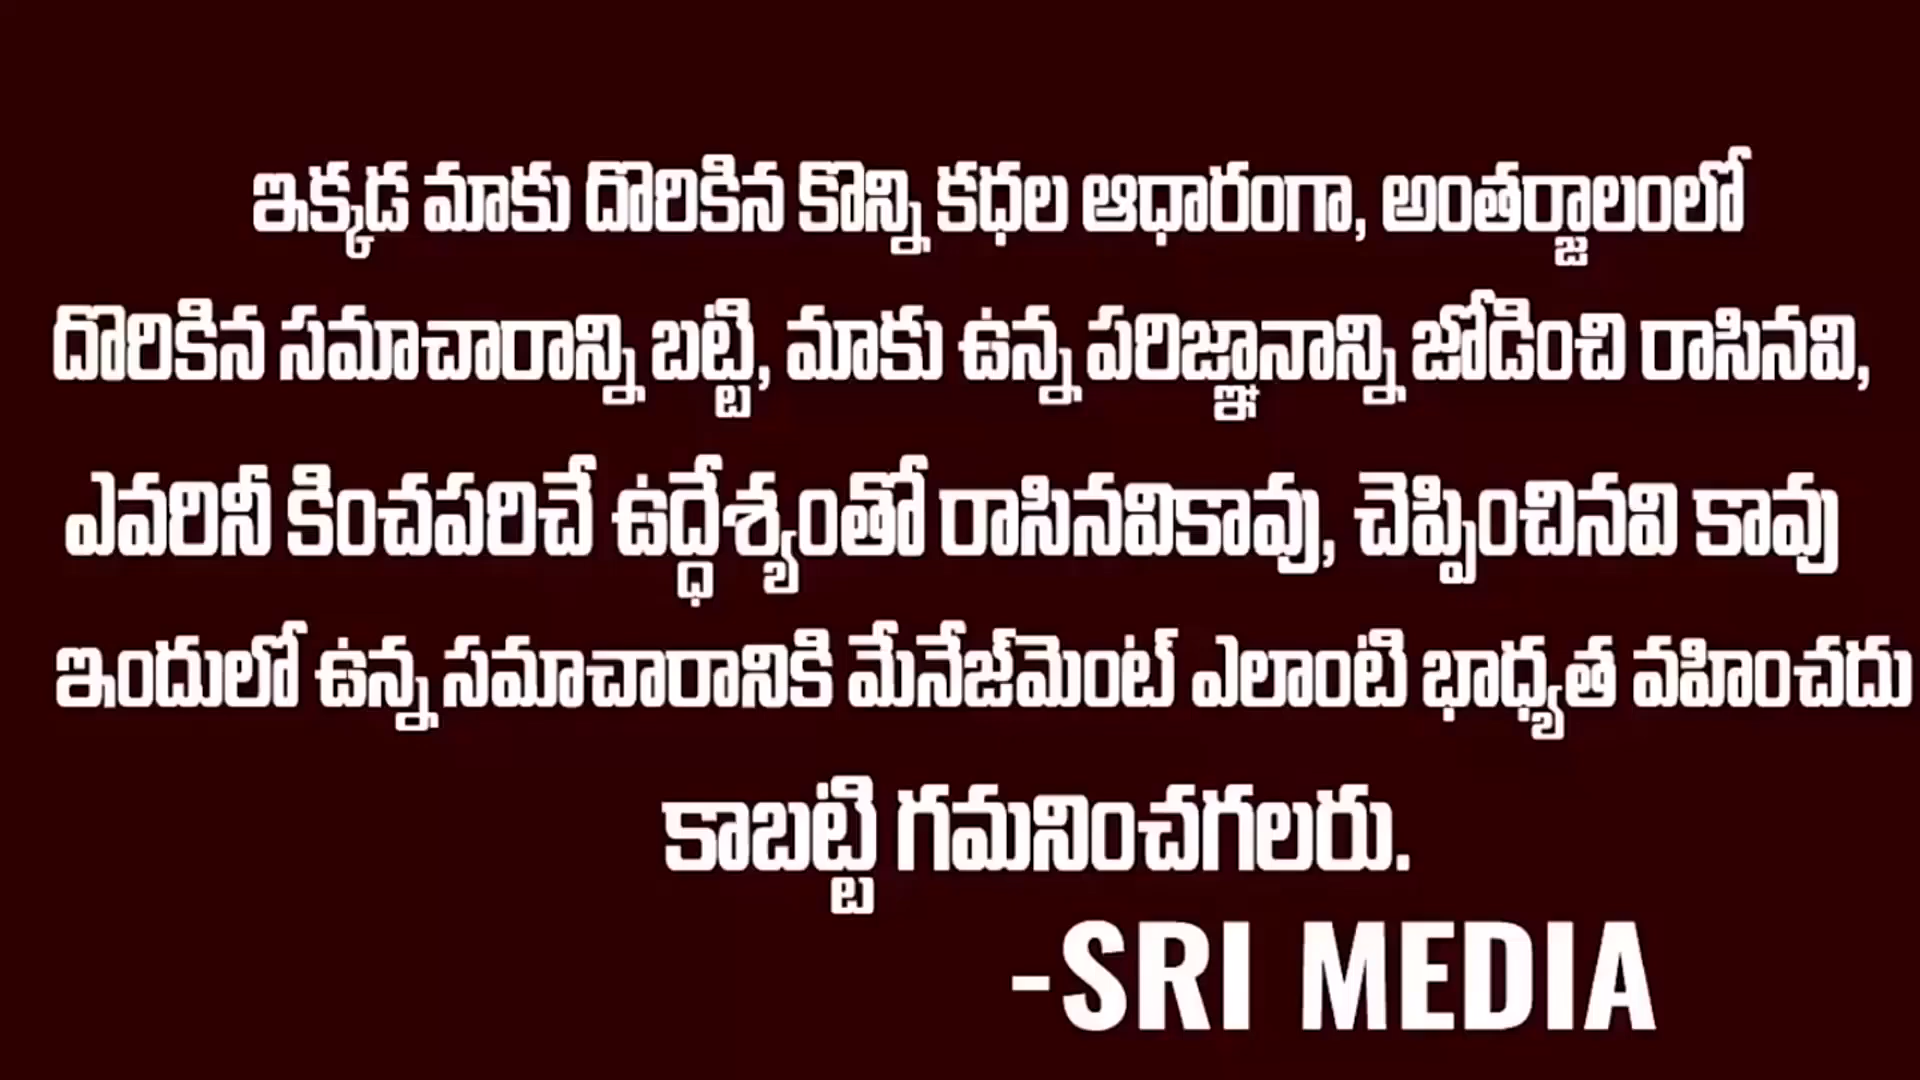 ఇక్కడ మాకు దొరికిన కొన్ని కధల ఆధారంగా, అంతర్జాలంలో
దొరికిన సమాచారాన్ని బట్టి, మాకు ఉన్న పరిజ్ఞానాన్ని జోడించి రాసినవి,
ఎవరినీ కించపరిచే ఉద్ధేశ్యంతో రాసినవికావు, చెప్పించినవి కావు
ఇందులో ఉన్న సమాచారానికి మేనేజ్‌మెంట్ ఎలాంటి భాధ్యత వహించదు
కాబట్టి గమనించగలరు.
-SRI MEDIA